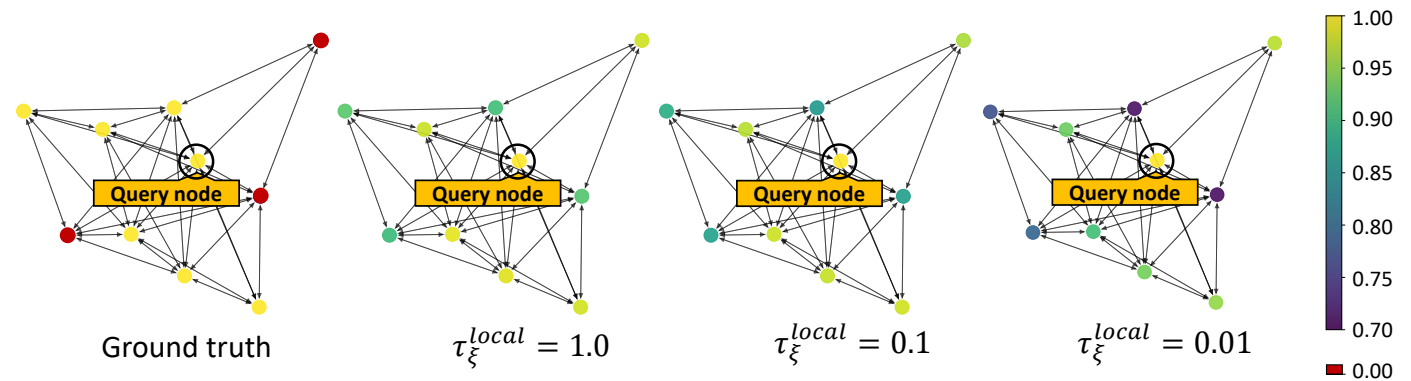 Query node
Query node
Query node
Query node
Ground truth
τ_ξ^{local} = 1.0
τ_ξ^{local} = 0.1
τ_ξ^{local} = 0.01
1.00
0.95
0.90
0.85
0.80
0.75
0.70
0.00